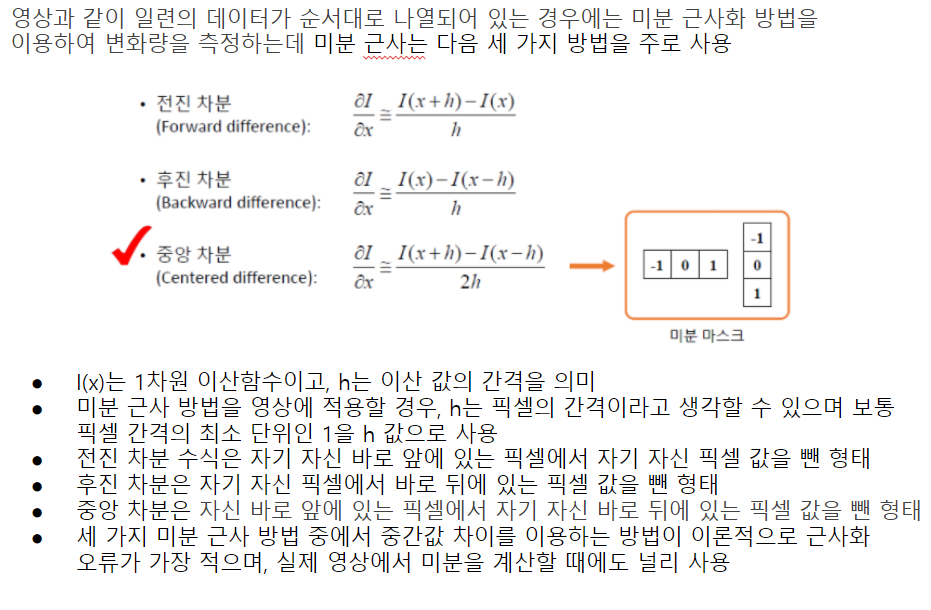 영상과 같이 일련의 데이터가 순서대로 나열되어 있는 경우에는 미분 근사화 방법을
이용하여 변화량을 측정하는데 미분 근사는 다음 세 가지 방법을 주로 사용
• 전진 차분
(Forward difference):
∂I/∂x ≅ (I(x+h)−I(x))/h
• 후진 차분
(Backward difference):
∂I/∂x ≅ (I(x)−I(x−h))/h
• 중앙 차분
(Centered difference):
∂I/∂x ≅ (I(x+h)−I(x−h))/2h
-1 0 1
-1
0
1
미분 마스크
● I(x)는 1차원 이산함수이고, h는 이산 값의 간격을 의미
● 미분 근사 방법을 영상에 적용할 경우, h는 픽셀의 간격이라고 생각할 수 있으며 보통
픽셀 간격의 최소 단위인 1을 h 값으로 사용
● 전진 차분 수식은 자기 자신 바로 앞에 있는 픽셀에서 자기 자신 픽셀 값을 뺀 형태
● 후진 차분은 자기 자신 픽셀에서 바로 뒤에 있는 픽셀 값을 뺀 형태
● 중앙 차분은 자신 바로 앞에 있는 픽셀에서 자기 자신 바로 뒤에 있는 픽셀 값을 뺀 형태
● 세 가지 미분 근사 방법 중에서 중간값 차이를 이용하는 방법이 이론적으로 근사화
오류가 가장 적으며, 실제 영상에서 미분을 계산할 때에도 널리 사용